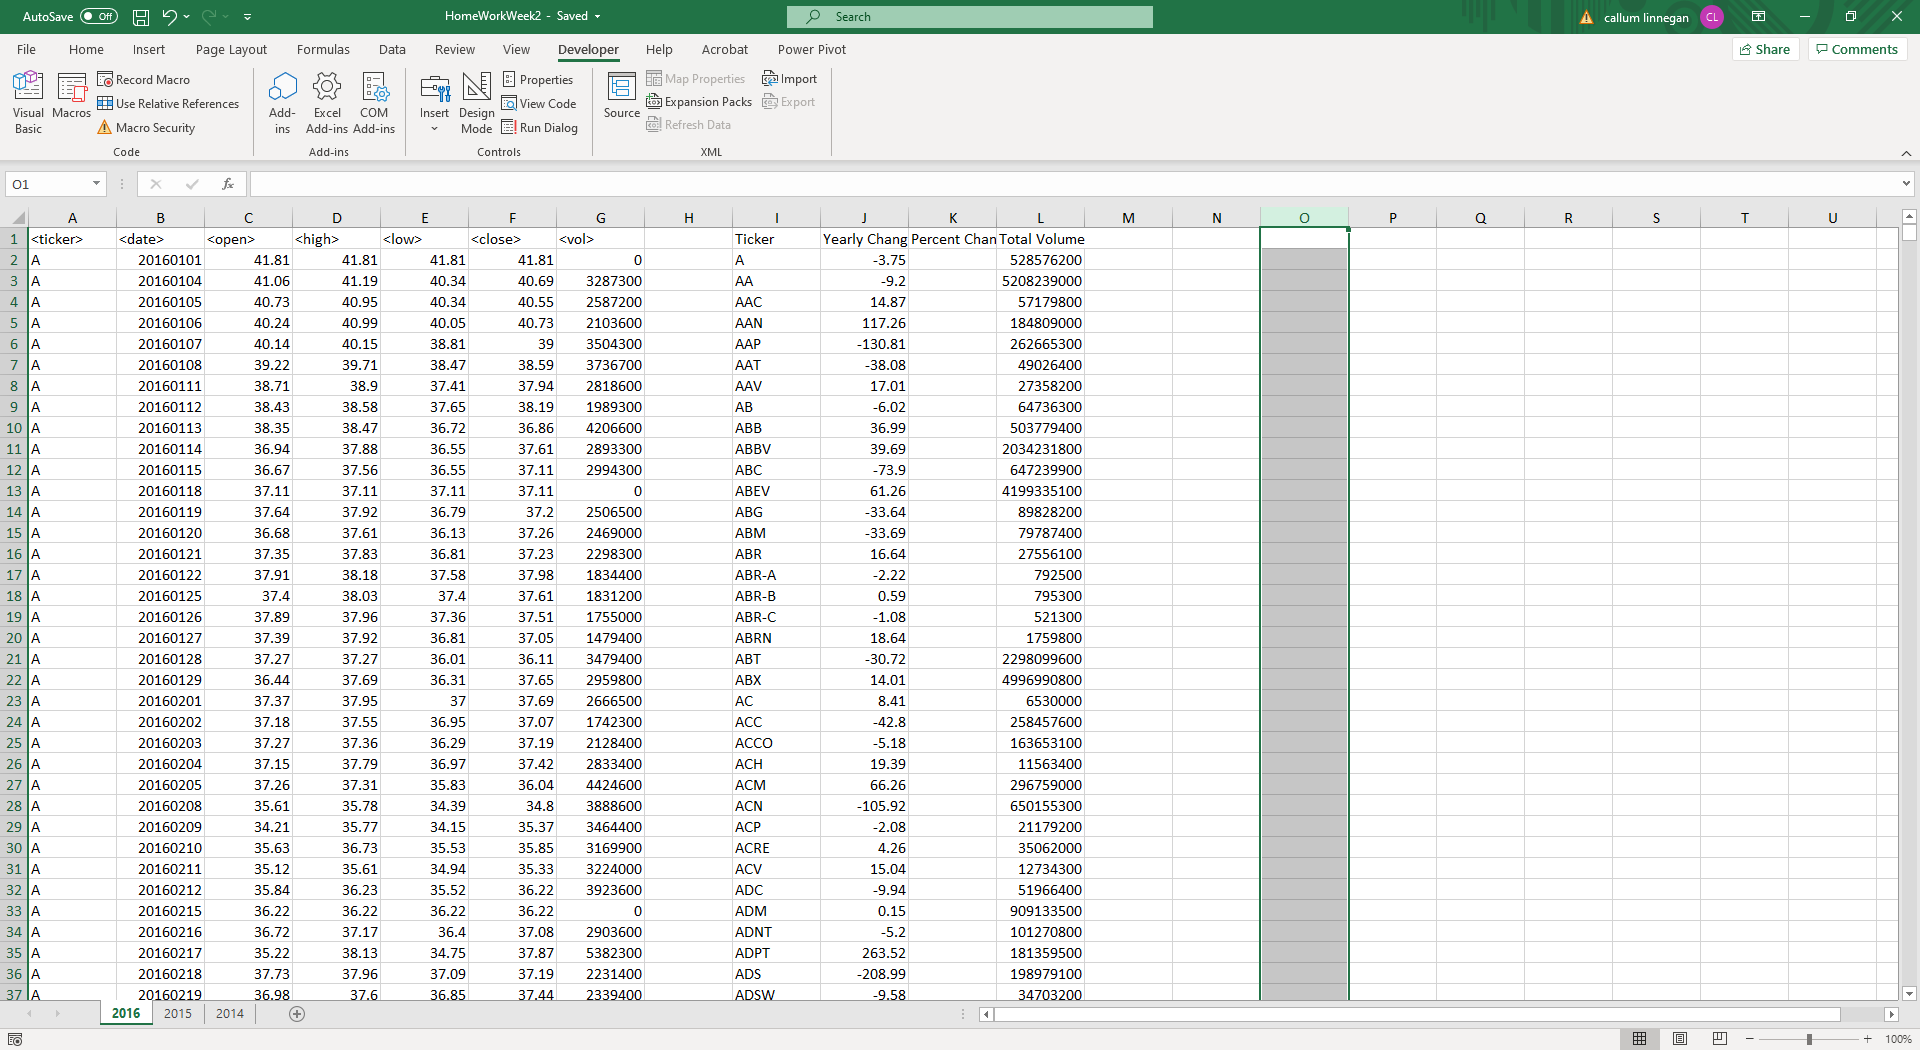 AutoSave Off HomeWorkWeek2 - Saved Search callum linnegan CL
File Home Insert Page Layout Formulas Data Review View Developer Help Acrobat Power Pivot Share Comments
Visual Basic Macros Record Macro Use Relative References Macro Security
Add-ins Excel Add-ins COM Add-ins
Insert Design Mode Properties View Code Run Dialog
Source Map Properties Expansion Packs Refresh Data Import Export
Code Add-ins Controls XML
O1 fx
A B C D E F G H I J K L M N O P Q R S T U
1 <ticker> <date> <open> <high> <low> <close> <vol> Ticker Yearly Chang Percent Chan Total Volume
2 A 20160101 41.81 41.81 41.81 41.81 0 A -3.75 528576200
3 A 20160104 41.06 41.19 40.34 40.69 3287300 AA -9.2 5208239000
4 A 20160105 40.73 40.95 40.34 40.55 2587200 AAC 14.87 57179800
5 A 20160106 40.24 40.99 40.05 40.73 2103600 AAN 117.26 184809000
6 A 20160107 40.14 40.15 38.81 39 3504300 AAP -130.81 262665300
7 A 20160108 39.22 39.71 38.47 38.59 3736700 AAT -38.08 49026400
8 A 20160111 38.71 38.9 37.41 37.94 2818600 AAV 17.01 27358200
9 A 20160112 38.43 38.58 37.65 38.19 1989300 AB -6.02 64736300
10 A 20160113 38.35 38.47 36.72 36.86 4206600 ABB 36.99 503779400
11 A 20160114 36.94 37.88 36.55 37.61 2893300 ABBV 39.69 2034231800
12 A 20160115 36.67 37.56 36.55 37.11 2994300 ABC -73.9 647239900
13 A 20160118 37.11 37.11 37.11 37.11 0 ABEV 61.26 4199335100
14 A 20160119 37.64 37.92 36.79 37.2 2506500 ABG -33.64 89828200
15 A 20160120 36.68 37.61 36.13 37.26 2469000 ABM -33.69 79787400
16 A 20160121 37.35 37.83 36.81 37.23 2298300 ABR 16.64 27556100
17 A 20160122 37.91 38.18 37.58 37.98 1834400 ABR-A -2.22 792500
18 A 20160125 37.4 38.03 37.4 37.61 1831200 ABR-B 0.59 795300
19 A 20160126 37.89 37.96 37.36 37.51 1755000 ABR-C -1.08 521300
20 A 20160127 37.39 37.92 36.81 37.05 1479400 ABRN 18.64 1759800
21 A 20160128 37.27 37.27 36.01 36.11 3479400 ABT -30.72 2298099600
22 A 20160129 36.44 37.69 36.31 37.65 2959800 ABX 14.01 4996990800
23 A 20160201 37.37 37.95 37 37.69 2666500 AC 8.41 6530000
24 A 20160202 37.18 37.55 36.95 37.07 1742300 ACC -42.8 258457600
25 A 20160203 37.27 37.36 36.29 37.19 2128400 ACCO -5.18 163653100
26 A 20160204 37.15 37.79 36.97 37.42 2833400 ACH 19.39 11563400
27 A 20160205 37.26 37.31 35.83 36.04 4424600 ACM 66.26 296759000
28 A 20160208 35.61 35.78 34.39 34.8 3888600 ACN -105.92 650155300
29 A 20160209 34.21 35.77 34.15 35.37 3464400 ACP -2.08 21179200
30 A 20160210 35.63 36.73 35.53 35.85 3169900 ACRE 4.26 35062000
31 A 20160211 35.12 35.61 34.94 35.33 3224000 ACV 15.04 12734300
32 A 20160212 35.84 36.23 35.52 36.22 3923600 ADC -9.94 51966400
33 A 20160215 36.22 36.22 36.22 36.22 0 ADM 0.15 909133500
34 A 20160216 36.72 37.17 36.4 37.08 2903600 ADNT -5.2 101270800
35 A 20160217 35.22 38.13 34.75 37.87 5382300 ADPT 263.52 181359500
36 A 20160218 37.73 37.96 37.09 37.19 2231400 ADS -208.99 198979100
37 A 20160219 36.98 37.6 36.85 37.44 2339400 ADSW -9.58 34703200
2016 2015 2014
100%